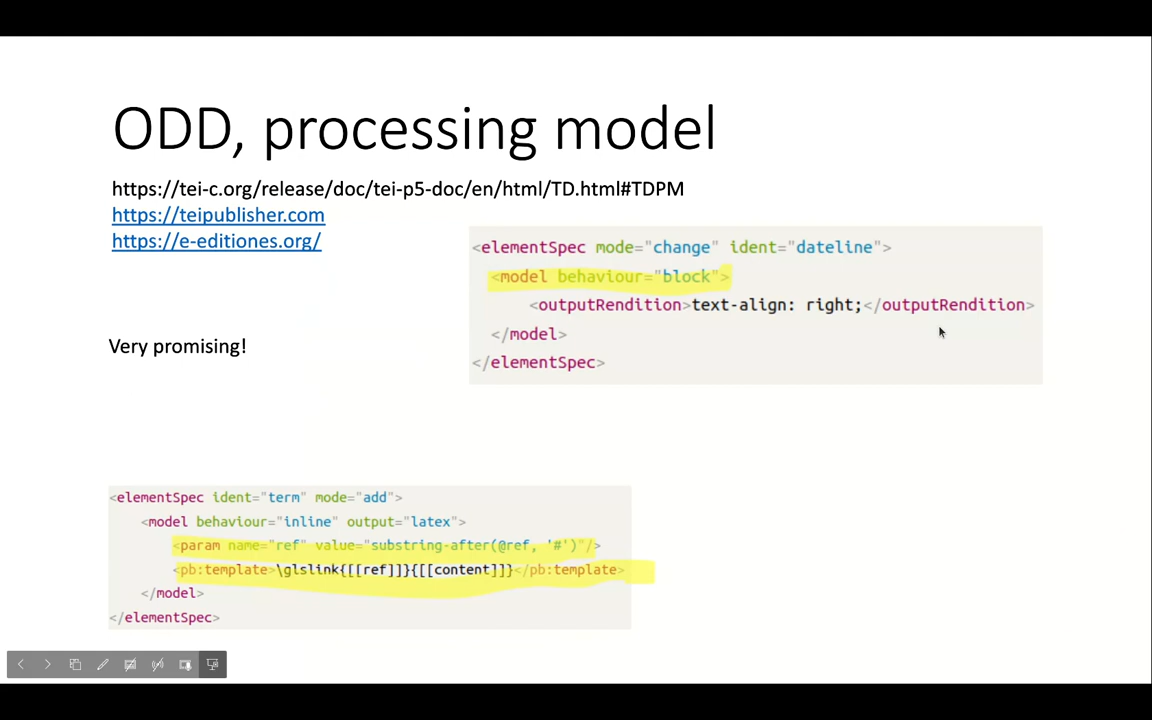 ODD, processing model
https://tei-c.org/release/doc/tei-p5-doc/en/html/TD.html#TDPM
https://teipublisher.com
https://e-editiones.org/
<elementSpec mode="change" ident="dateline">
<model behaviour="block">
<outputRendition>text-align: right;</outputRendition>
</model>
</elementSpec>
Very promising!
<elementSpec ident="term" mode="add">
<model behaviour="inline" output="latex">
<param name="ref" value="substring-after(@ref, '#')"/>
<pb:template>\glslink{[[ref]]}{[[content]]}</pb:template>
</model>
</elementSpec>